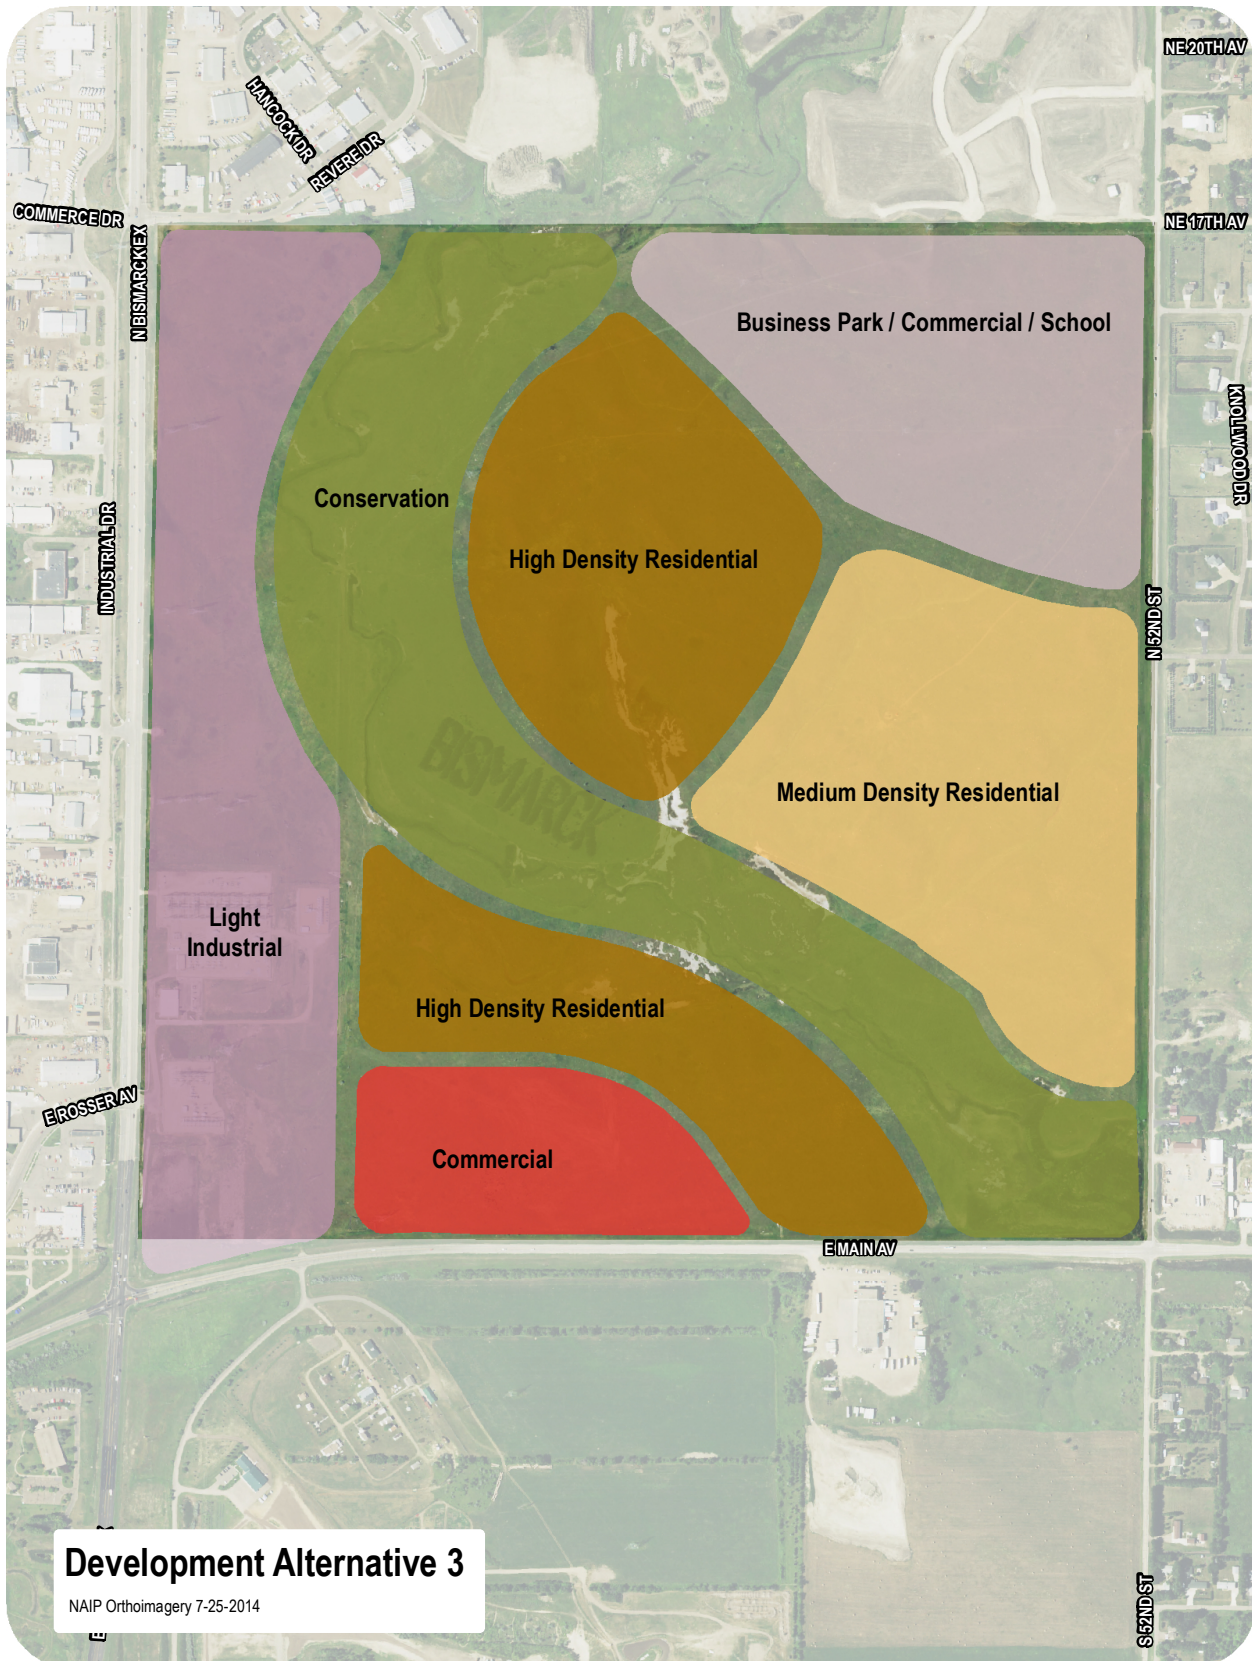 NE 20TH AV
HANCOCK DR
REVERE DR
COMMERCE DR
NE 17TH AV
N BISMARCK EX
Business Park / Commercial / School
KNOLLWOOD DR
Conservation
INDUSTRIAL DR
High Density Residential
N 52ND ST
BISMARCK
Medium Density Residential
Light
Industrial
High Density Residential
E ROSSER AV
Commercial
E MAIN AV
Development Alternative 3
NAIP Orthoimagery 7-25-2014
S 52ND ST